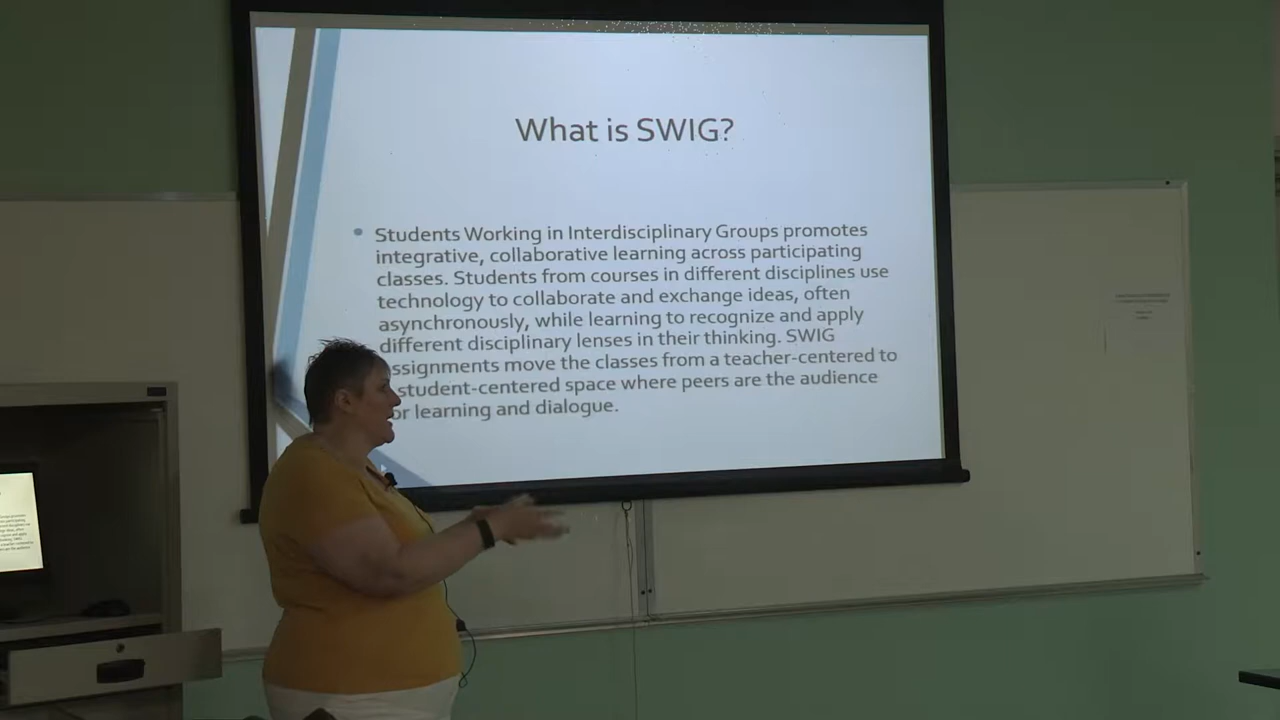 What is SWIG?
• Students Working in Interdisciplinary Groups promotes
integrative, collaborative learning across participating
classes. Students from courses in different disciplines use
technology to collaborate and exchange ideas, often
asynchronously, while learning to recognize and apply
different disciplinary lenses in their thinking. SWIG
ssignments move the classes from a teacher-centered to
student-centered space where peers are the audience
or learning and dialogue.